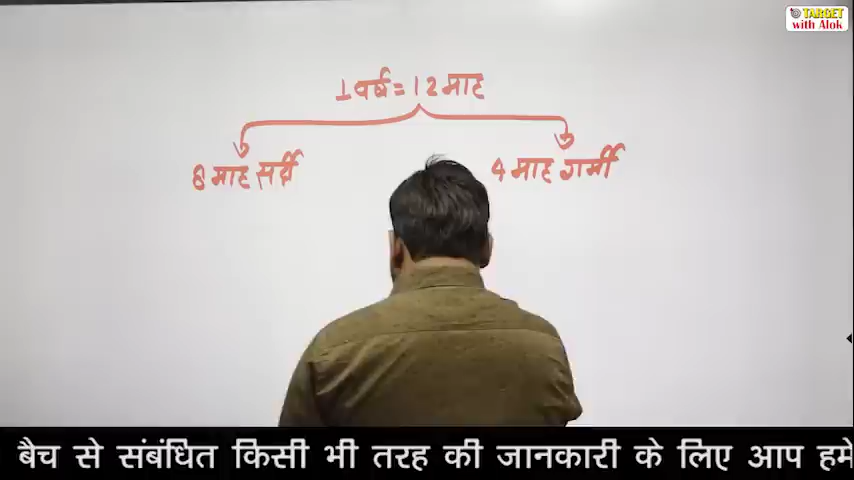 TARGET
with Alok
1 वर्ष = 12 माह
8 माह सर्दी
4 माह गर्मी
बैच से संबंधित किसी भी तरह की जानकारी के लिए आप हमे